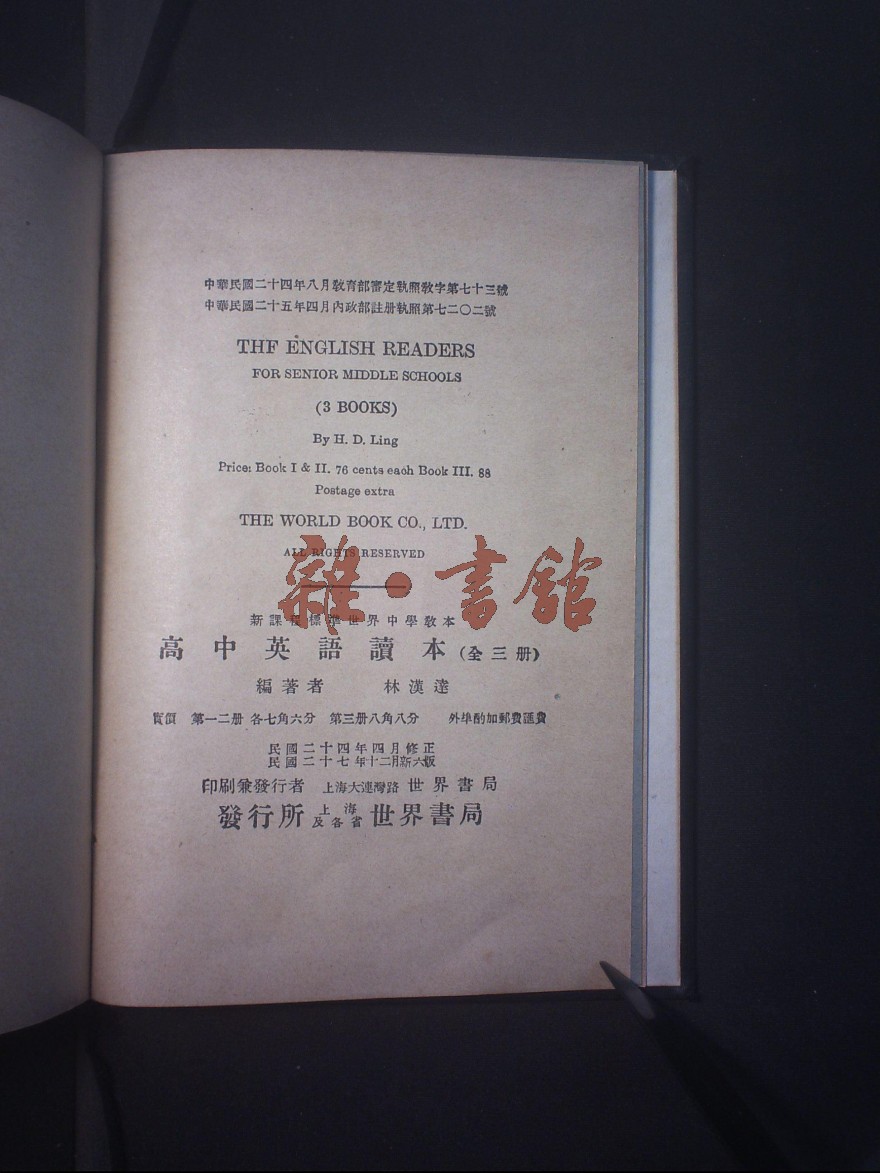 中華民國二十四年八月敎育部審定執照敎字第七十三號
中華民國二十五年四月內政部註册執照第七二〇二號
THF ENGLISH READERS
FOR SENIOR MIDDLE SCHOOLS
(3 BOOKS)
By H. D. Ling
Price: Book I & II. 76 cents each Book III. 88
Postage extra
THE WORLD BOOK CO., LTD.
ALL RIGHTS RESERVED
雜·書館
新課程標準世界中學敎本
高中英語讀本(全三册)
編著者 林漢達
實價 第一二册 各七角六分 第三册八角八分 外埠酌加郵費匯費
民國二十四年四月修正
民國二十七年十二月新六版
印刷兼發行者 上海大連灣路 世界書局
發行所 上海及各省 世界書局